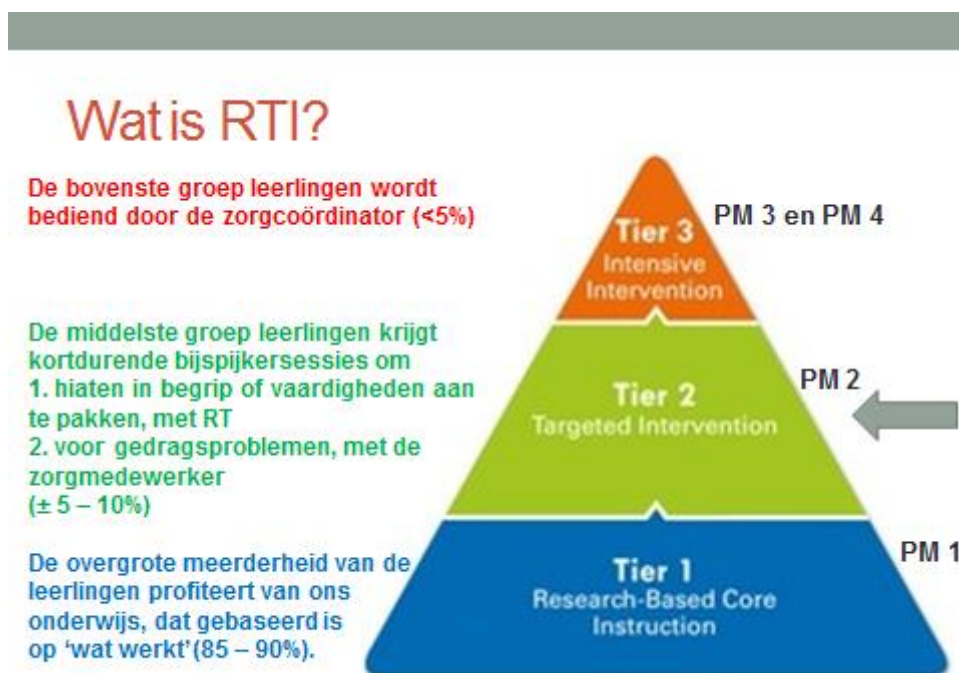 Wat is RTI?
De bovenste groep leerlingen wordt
bediend door de zorgcoördinator (<5%)
De middelste groep leerlingen krijgt
kortdurende bijspijkersessies om
1. hiaten in begrip of vaardigheden aan
te pakken, met RT
2. voor gedragsproblemen, met de
zorgmedewerker
(± 5 – 10%)
De overgrote meerderheid van de
leerlingen profiteert van ons
onderwijs, dat gebaseerd is
op ‘wat werkt’(85 – 90%).
Tier 3
Intensive
Intervention
PM 3 en PM 4
Tier 2
Targeted Intervention
PM 2
Tier 1
Research-Based Core
Instruction
PM 1